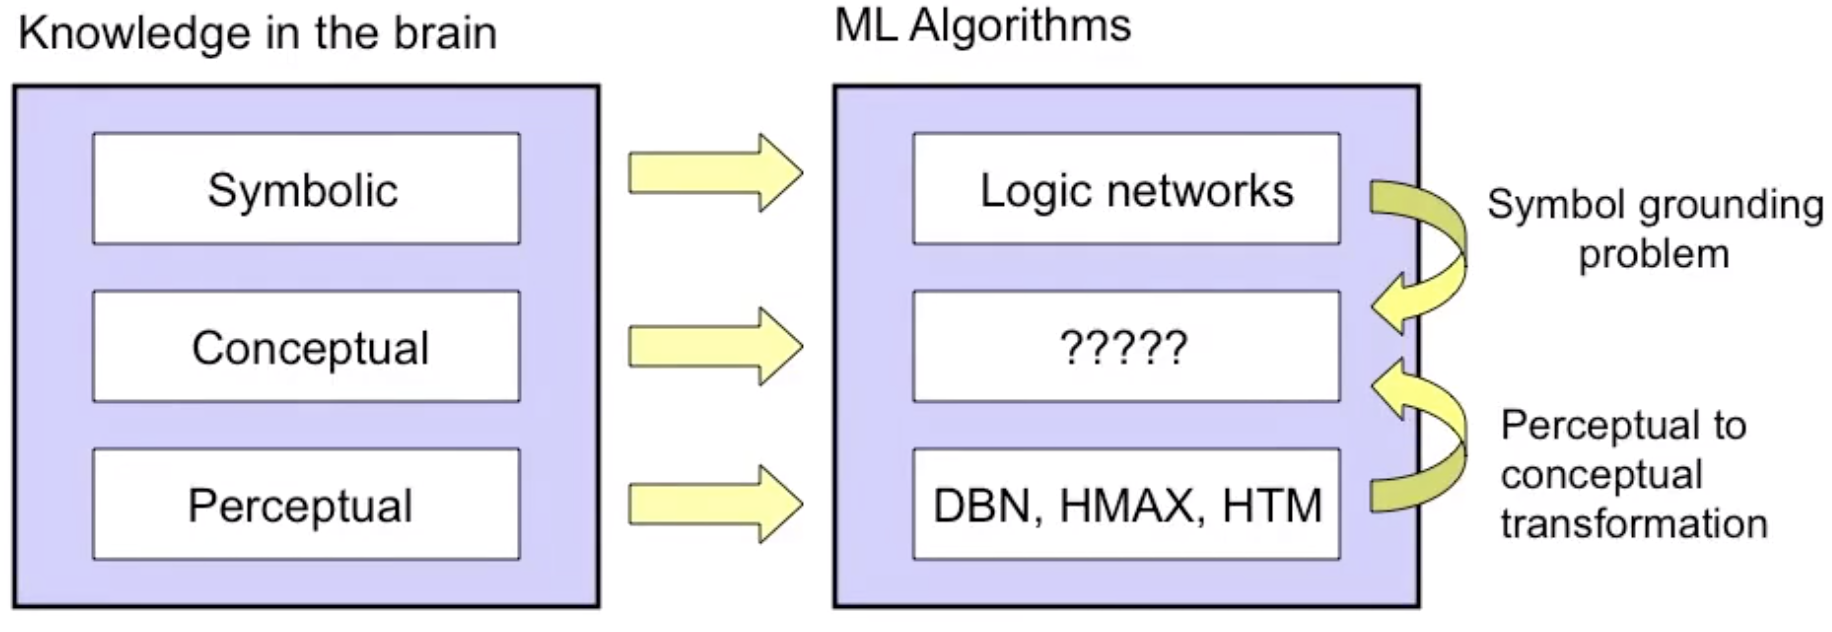 Knowledge in the brain
ML Algorithms
Symbolic
Logic networks
Symbol grounding
problem
Conceptual
?????
Perceptual to
conceptual
transformation
Perceptual
DBN, HMAX, HTM